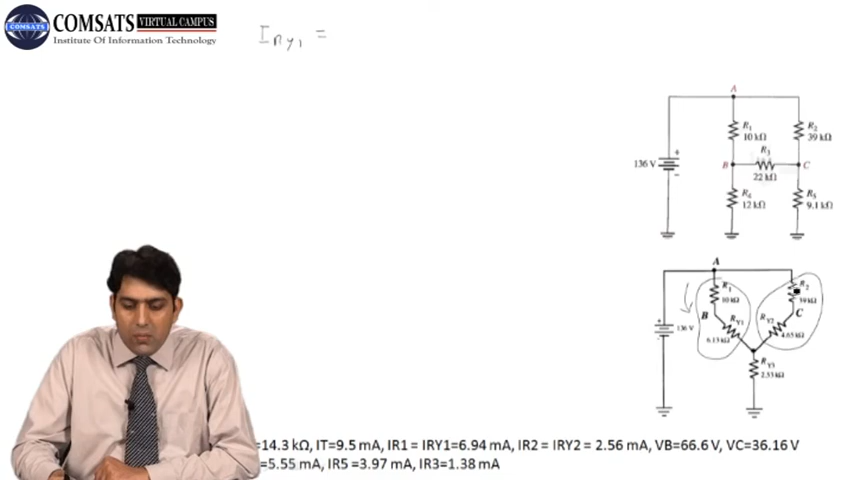 COMSATS VIRTUAL CAMPUS
Institute Of Information Technology
COMSATS
I RY1 =
A
R1
10 kΩ
R2
39 kΩ
R3
136 V
+
-
B
C
22 kΩ
R4
12 kΩ
R5
9.1 kΩ
A
R1
10 kΩ
R2
39 kΩ
B
C
RY1
RY2
136 V
6.13 kΩ
4.65 kΩ
RY3
2.53 kΩ
=14.3 kΩ, IT=9.5 mA, IR1 = IRY1=6.94 mA, IR2 = IRY2 = 2.56 mA, VB=66.6 V, VC=36.16 V
=5.55 mA, IR5 =3.97 mA, IR3=1.38 mA